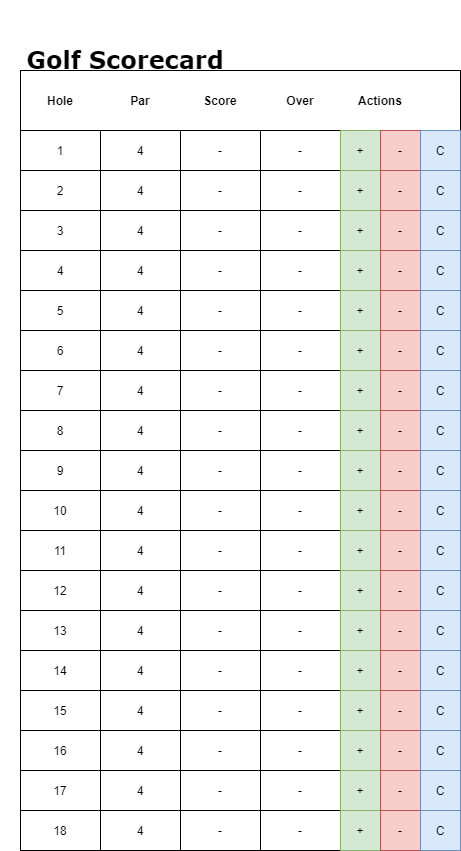 Golf Scorecard
Hole Par Score Over Actions
1 4 - - + - C
2 4 - - + - C
3 4 - - + - C
4 4 - - + - C
5 4 - - + - C
6 4 - - + - C
7 4 - - + - C
8 4 - - + - C
9 4 - - + - C
10 4 - - + - C
11 4 - - + - C
12 4 - - + - C
13 4 - - + - C
14 4 - - + - C
15 4 - - + - C
16 4 - - + - C
17 4 - - + - C
18 4 - - + - C